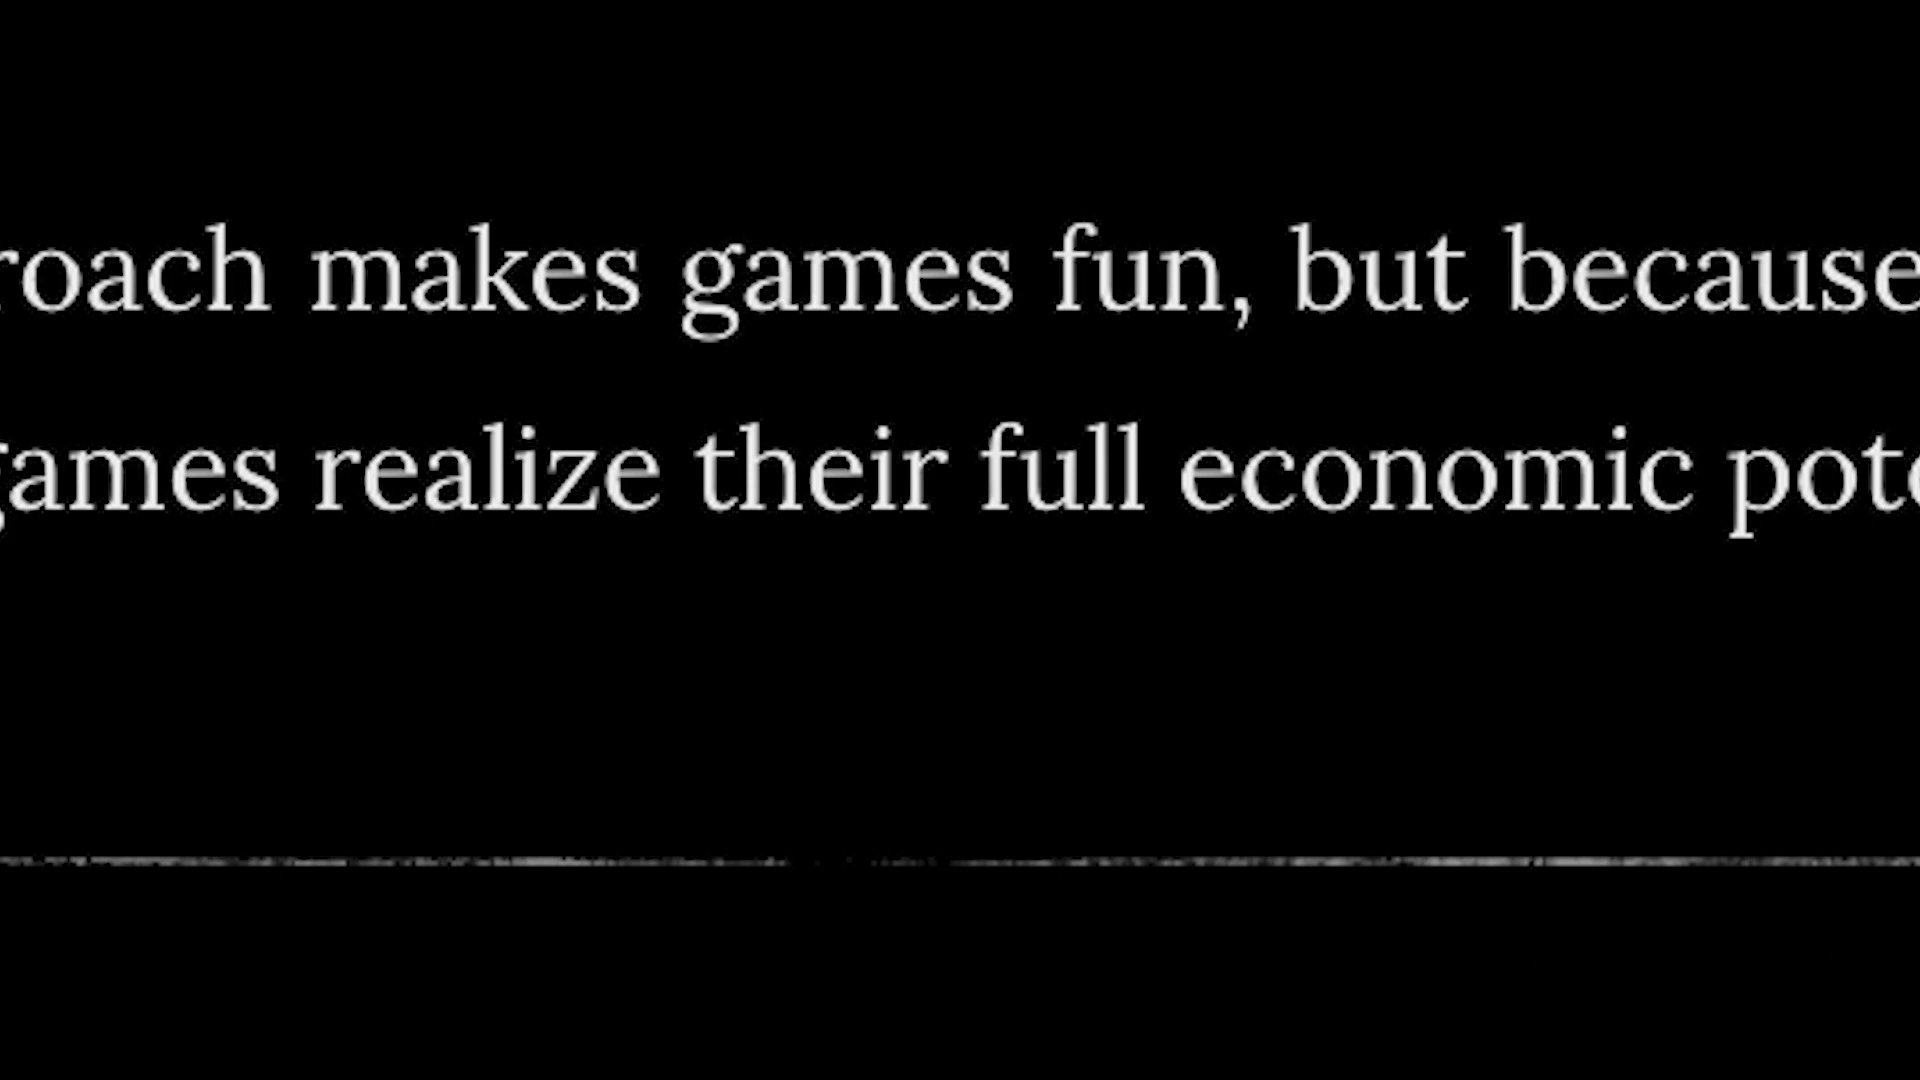 roach makes games fun, but because
games realize their full economic pote